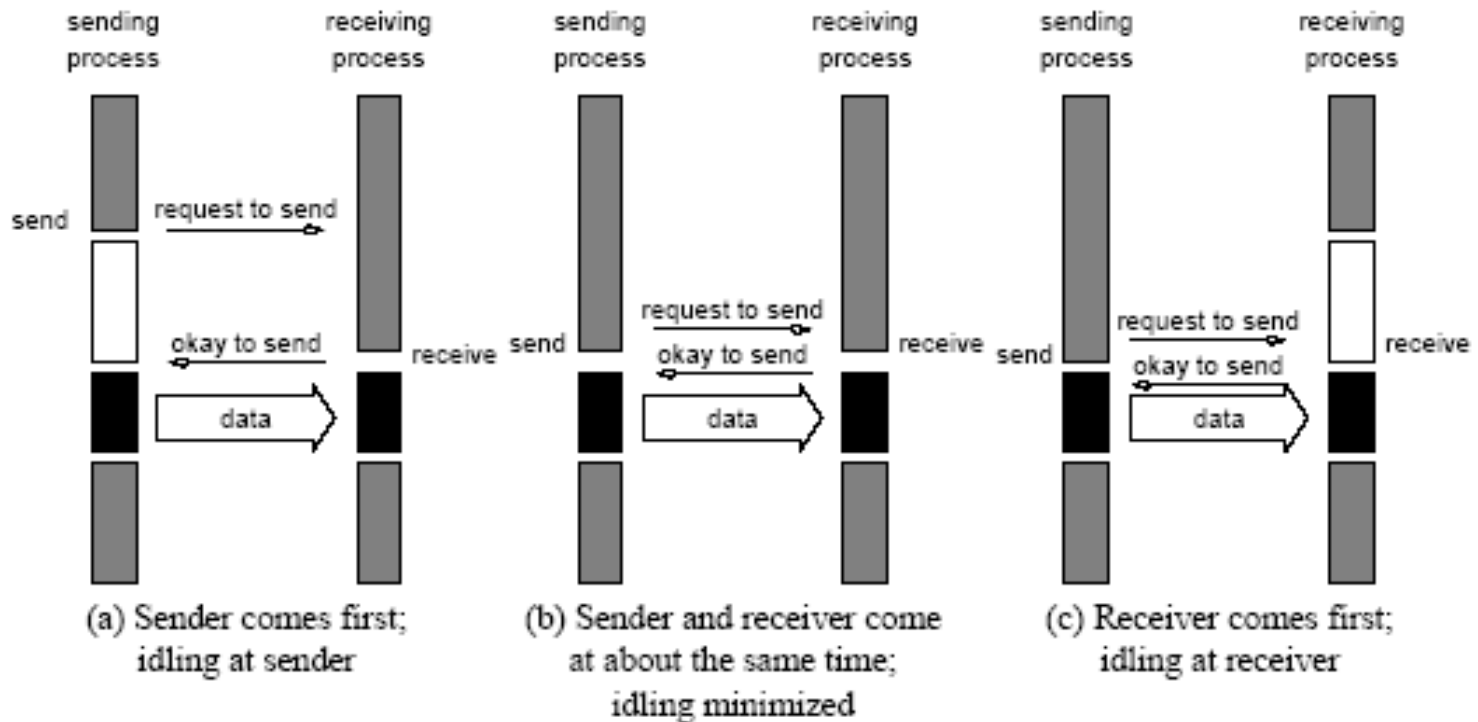 sending
process
receiving
process
send
request to send
okay to send
receive
data
(a) Sender comes first;
idling at sender
sending
process
receiving
process
request to send
send
okay to send
receive
data
(b) Sender and receiver come
at about the same time;
idling minimized
sending
process
receiving
process
request to send
send
okay to send
receive
data
(c) Receiver comes first;
idling at receiver